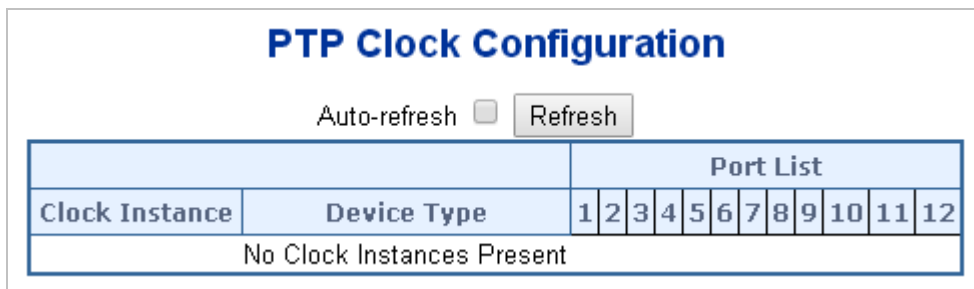 PTP Clock Configuration
Auto-refresh Refresh
Port List
Clock Instance Device Type 1 2 3 4 5 6 7 8 9 10 11 12
No Clock Instances Present